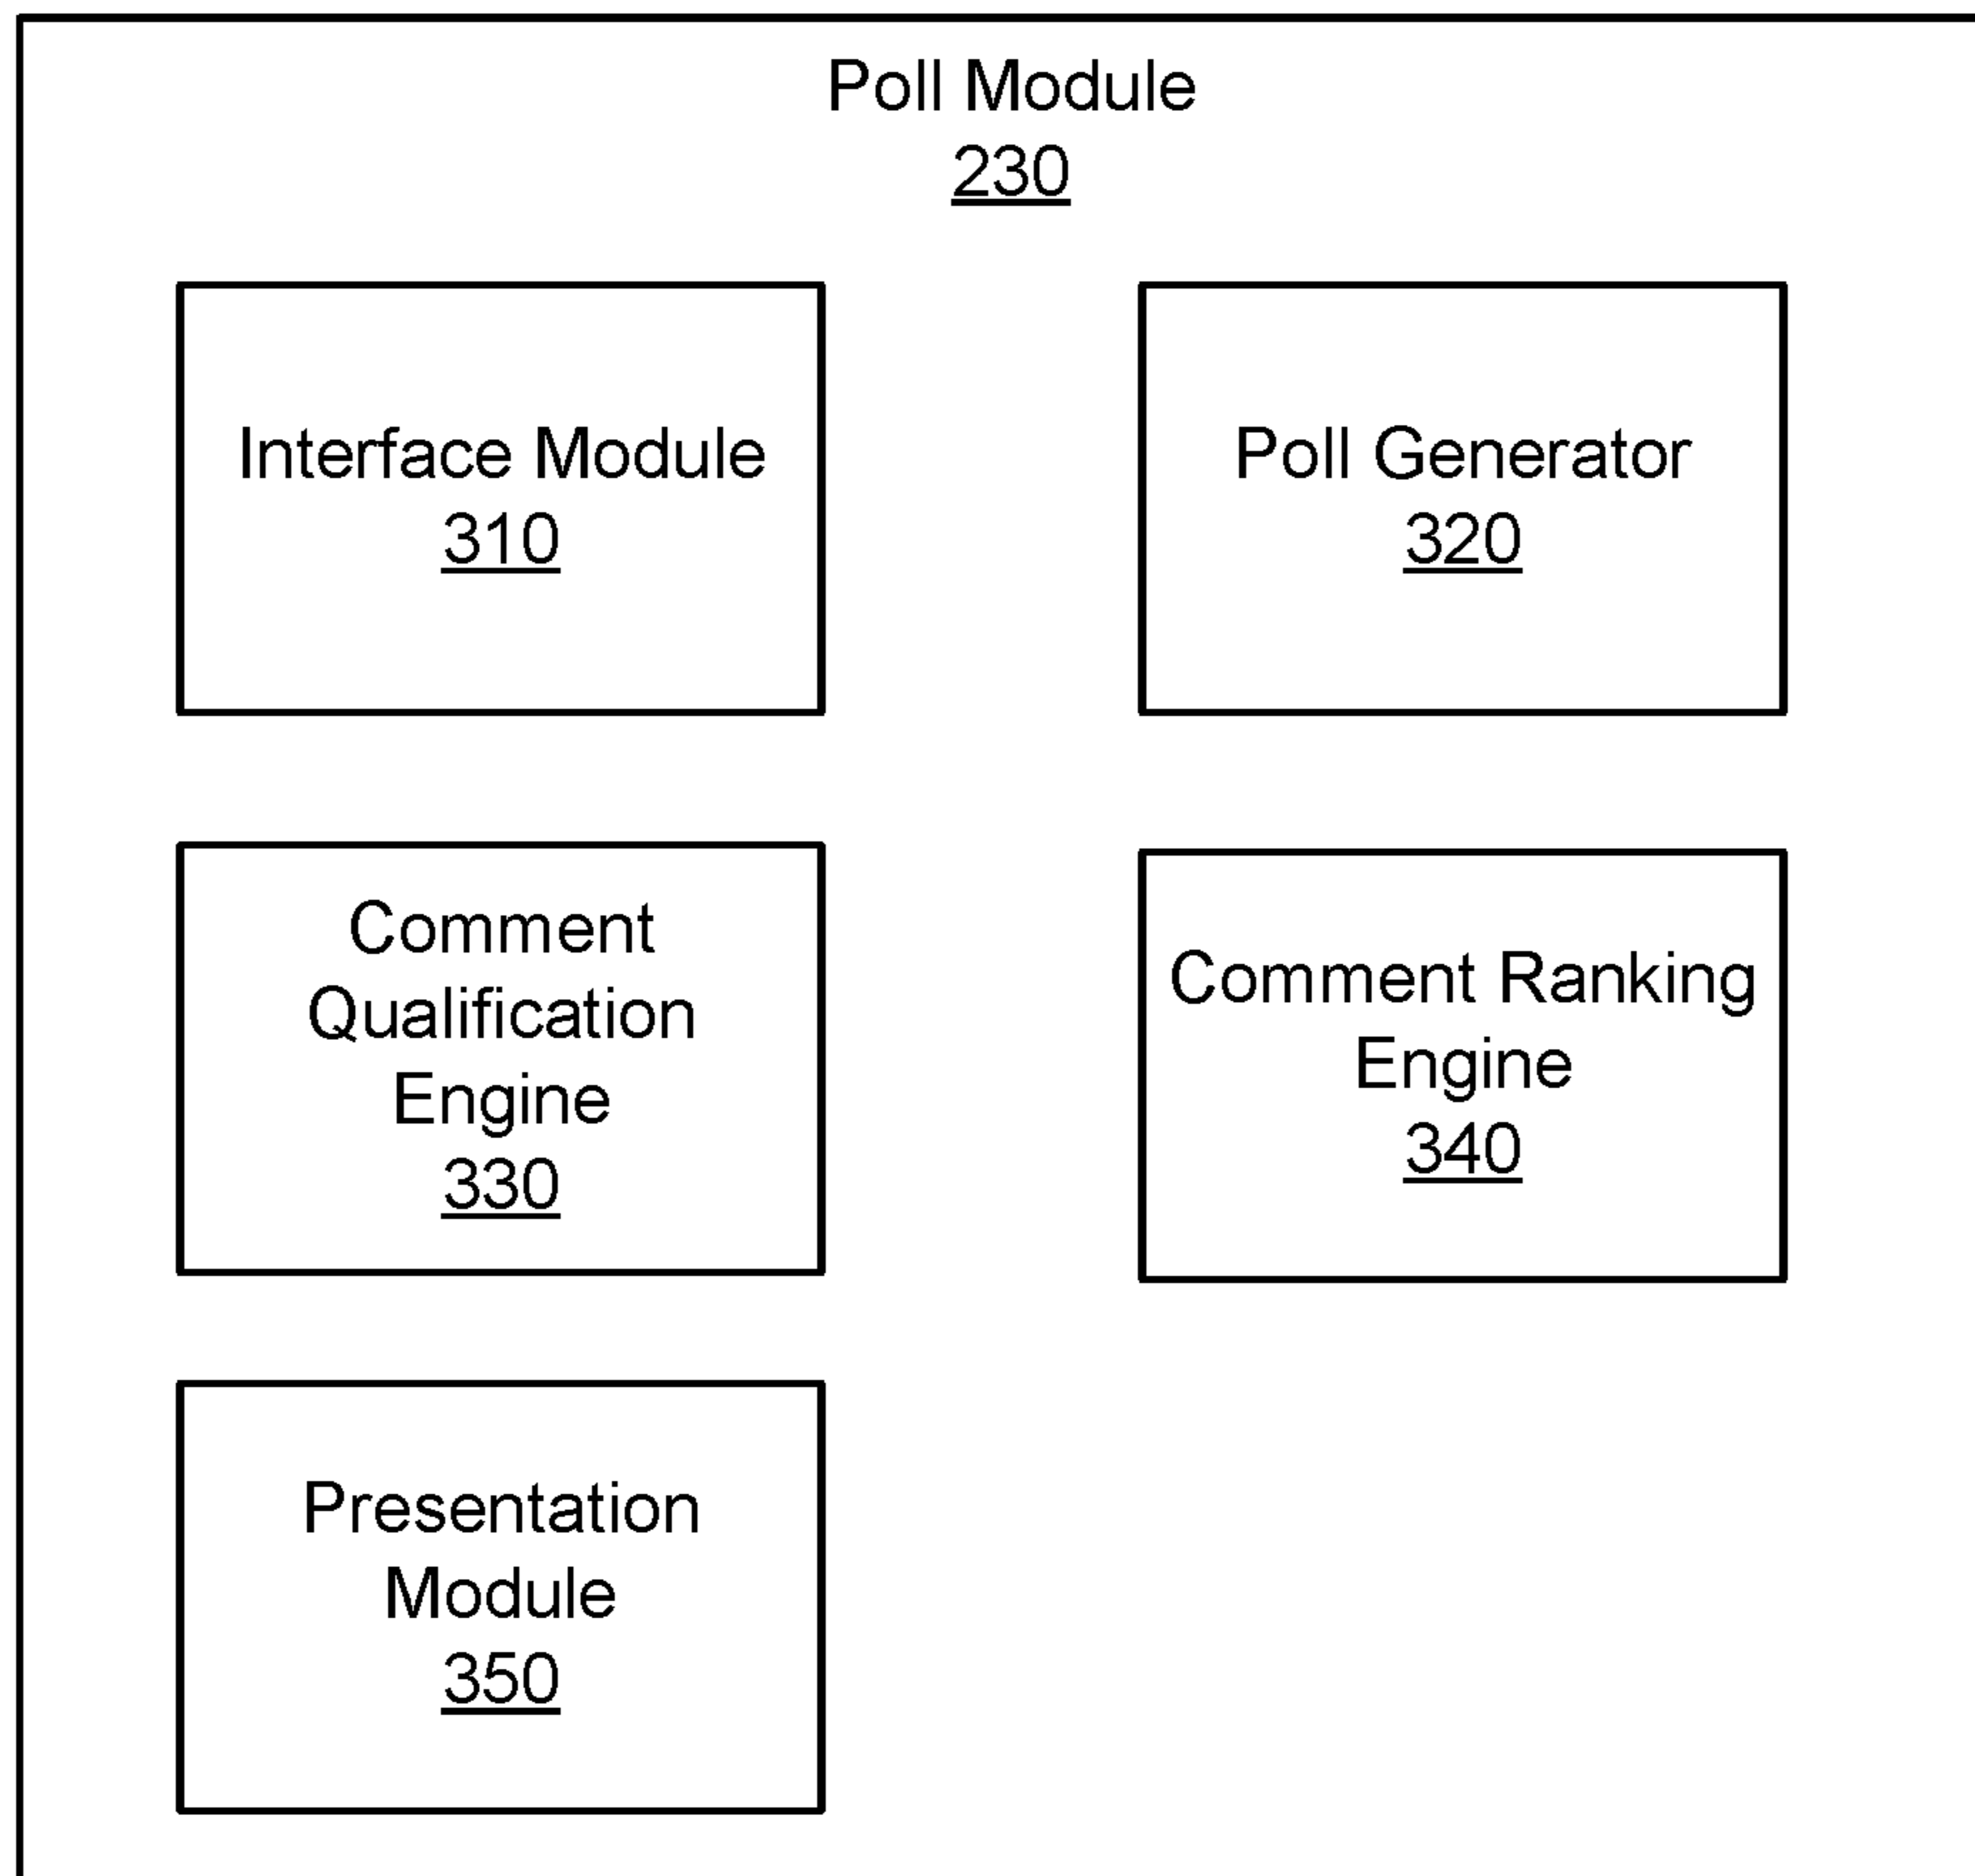 Poll Module
230
Interface Module
310
Poll Generator
320
Comment
Qualification
Engine
330
Comment Ranking
Engine
340
Presentation
Module
350